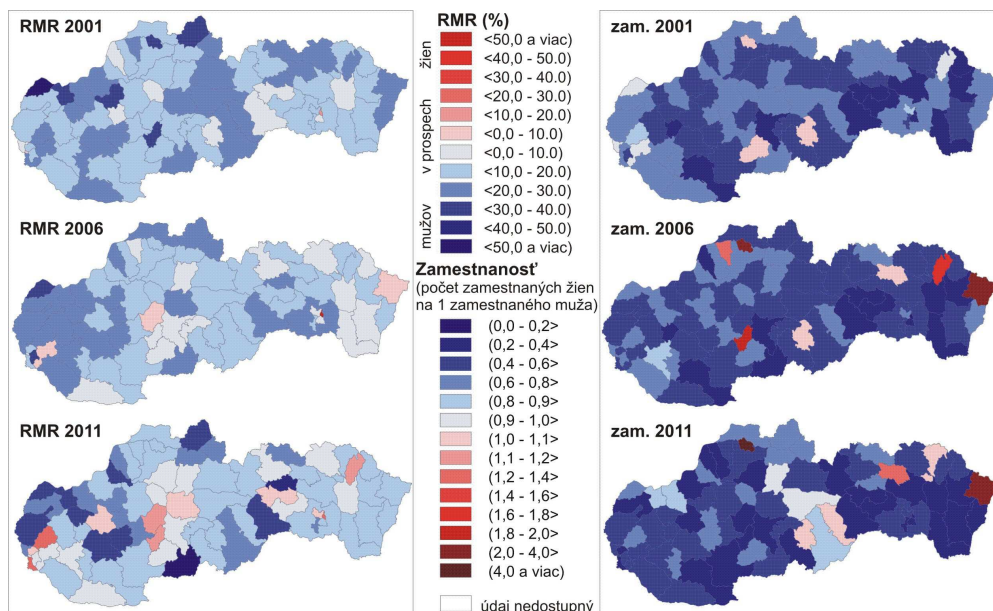 RMR 2001
RMR 2006
RMR 2011
RMR (%)
žien
v prospech
mužov
<50,0 a viac)
<40,0 - 50.0)
<30,0 - 40.0)
<20,0 - 30.0)
<10,0 - 20.0)
<0,0 - 10.0)
<0,0 - 10.0)
<10,0 - 20.0)
<20,0 - 30.0)
<30,0 - 40.0)
<40,0 - 50.0)
<50,0 a viac)
Zamestnanosť
(počet zamestnaných žien
na 1 zamestnaného muža)
(0,0 - 0,2>
(0,2 - 0,4>
(0,4 - 0,6>
(0,6 - 0,8>
(0,8 - 0,9>
(0,9 - 1,0>
(1,0 - 1,1>
(1,1 - 1,2>
(1,2 - 1,4>
(1,4 - 1,6>
(1,6 - 1,8>
(1,8 - 2,0>
(2,0 - 4,0>
(4,0 a viac)
údaj nedostupný
zam. 2001
zam. 2006
zam. 2011